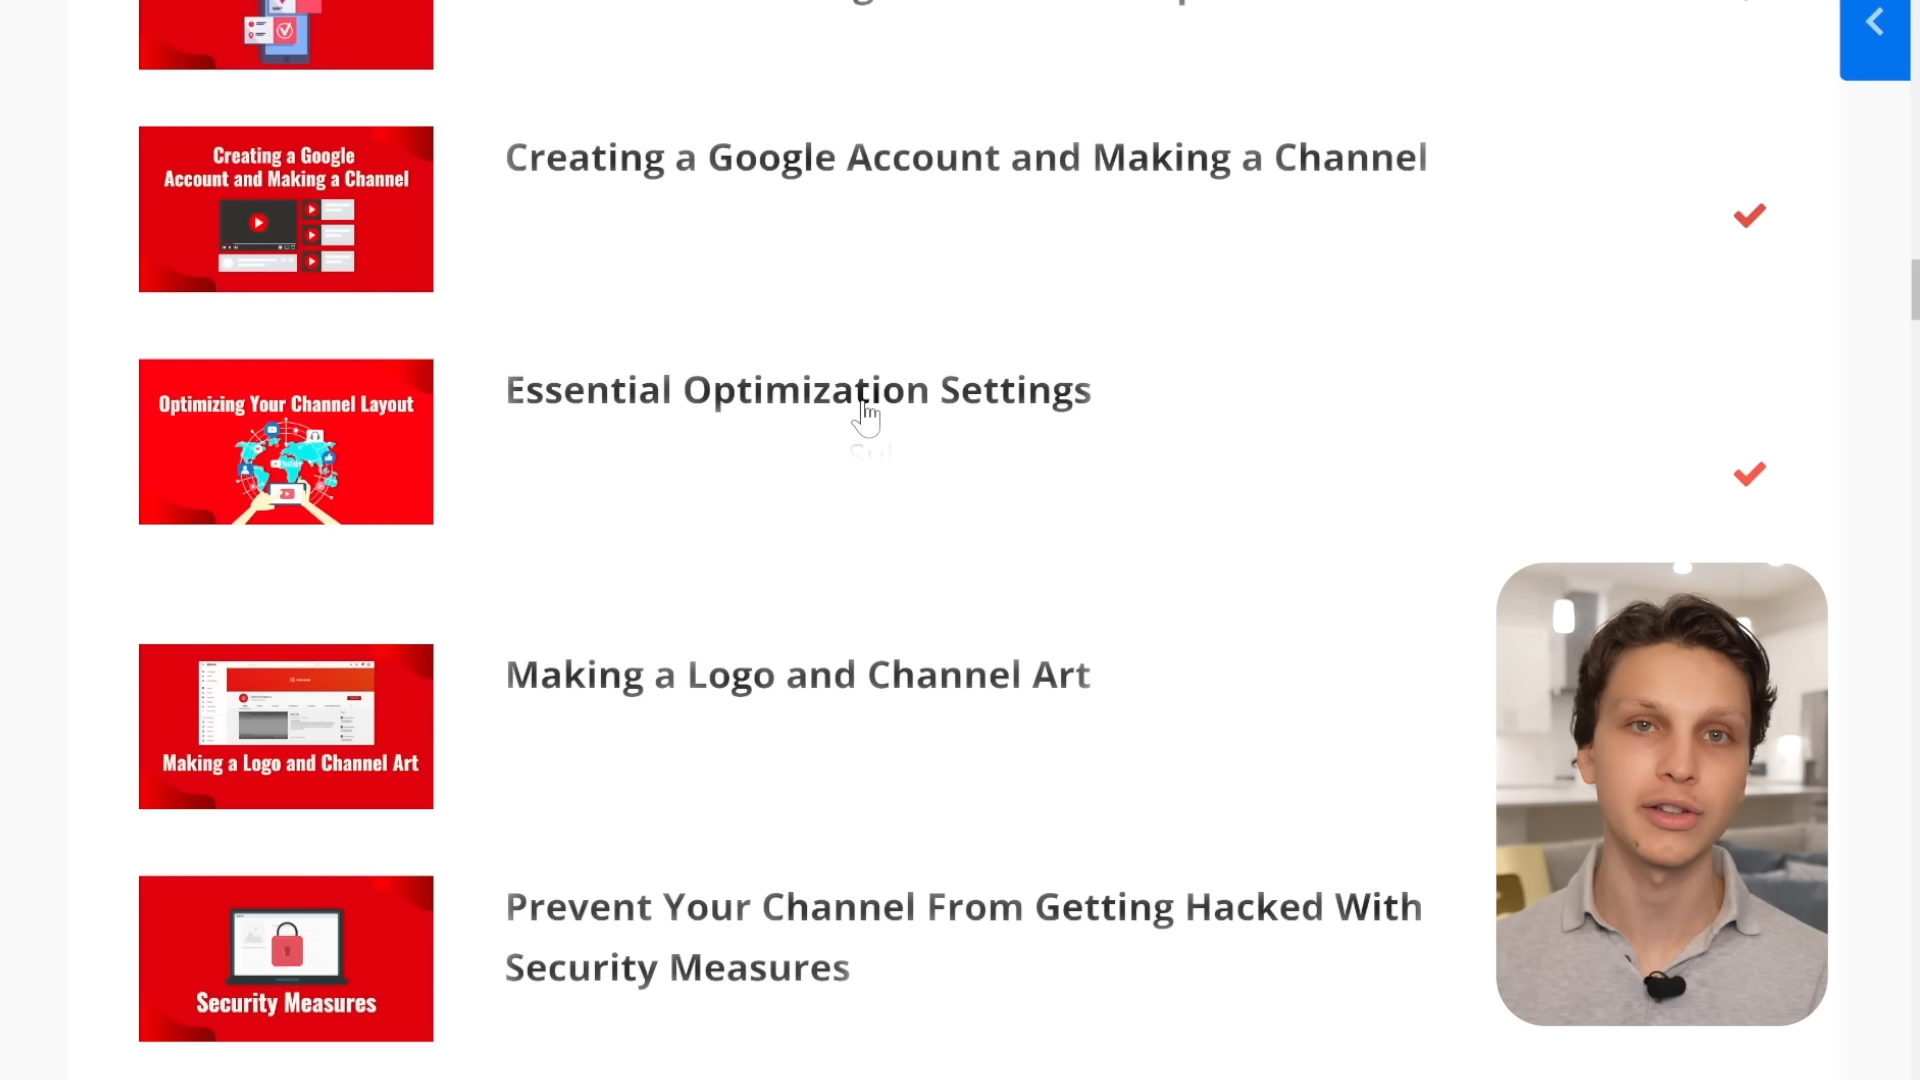 Creating a Google
Account and Making a Channel
Creating a Google Account and Making a Channel
Optimizing Your Channel Layout
Essential Optimization Settings
Making a Logo and Channel Art
Making a Logo and Channel Art
Prevent Your Channel From Getting Hacked With
Security Measures
Security Measures